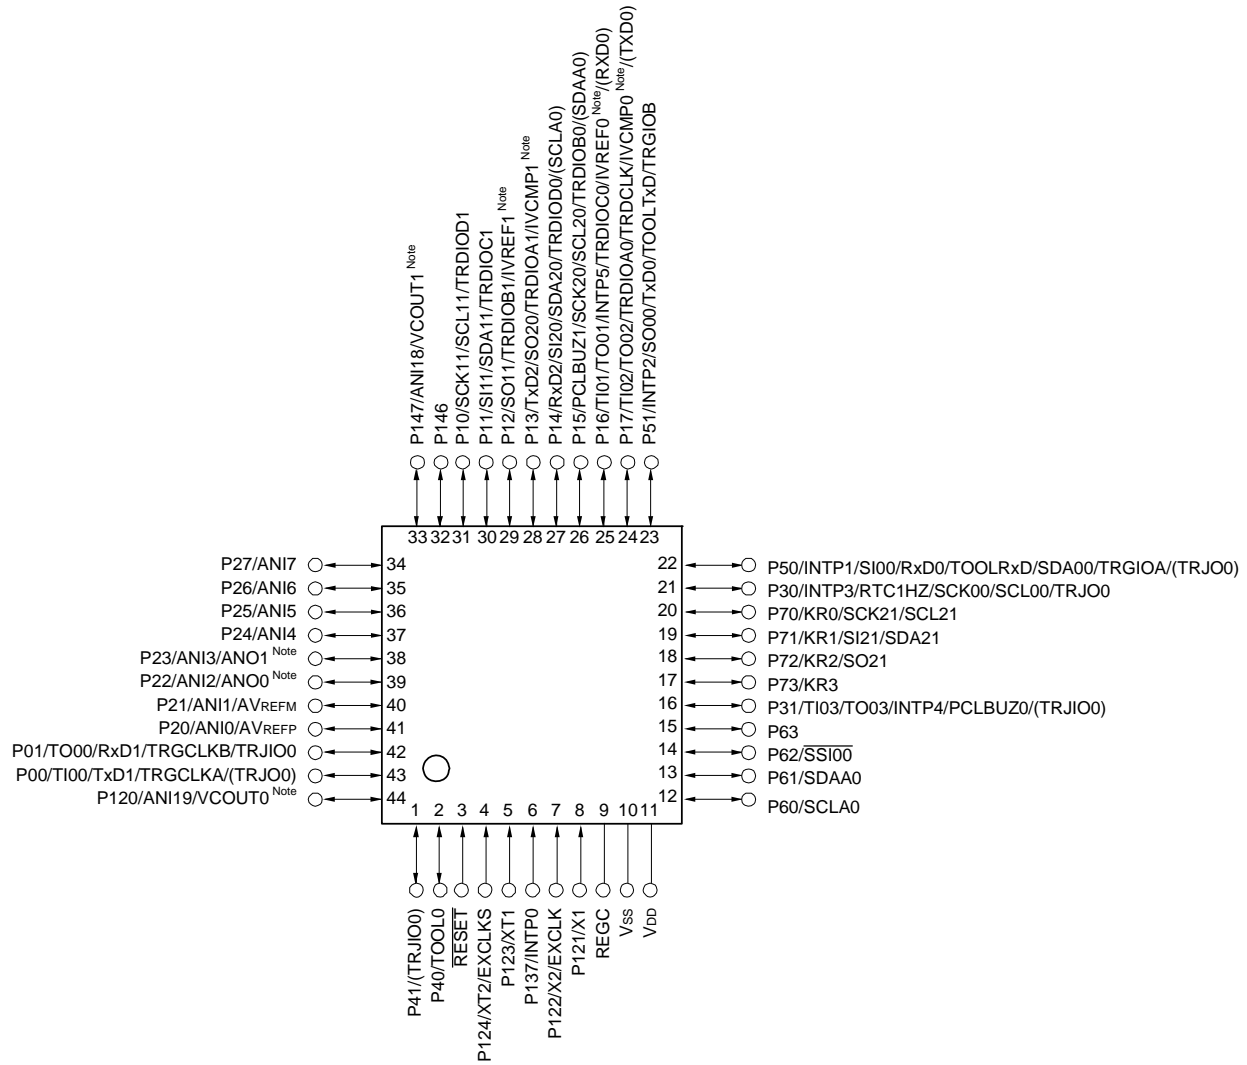 P147/ANI18/VCOUT1 Note
P146
P10/SCK11/SCL11/TRDIOD1
P11/SI11/SDA11/TRDIOC1
P12/SO11/TRDIOB1/IVREF1 Note
P13/TxD2/SO20/TRDIOA1/IVCMP1 Note
P14/RxD2/SI20/SDA20/TRDIOD0/(SCLA0)
P15/PCLBUZ1/SCK20/SCL20/TRDIOB0/(SDAA0)
P16/TI01/TO01/INTP5/TRDIOC0/IVREF0 Note/(RXD0)
P17/TI02/TO02/TRDIOA0/TRDCLK/IVCMP0 Note/(TXD0)
P51/INTP2/SO00/TxD0/TOOLTxD/TRGIOB
33 32 31 30 29 28 27 26 25 24 23
P27/ANI7 34
P26/ANI6 35
P25/ANI5 36
P24/ANI4 37
P23/ANI3/ANO1 Note 38
P22/ANI2/ANO0 Note 39
P21/ANI1/AVREFM 40
P20/ANI0/AVREFP 41
P01/TO00/RxD1/TRGCLKB/TRJIO0 42
P00/TI00/TxD1/TRGCLKA/(TRJO0) 43
P120/ANI19/VCOUT0 Note 44
22 P50/INTP1/SI00/RxD0/TOOLRxD/SDA00/TRGIOA/(TRJO0)
21 P30/INTP3/RTC1HZ/SCK00/SCL00/TRJO0
20 P70/KR0/SCK21/SCL21
19 P71/KR1/SI21/SDA21
18 P72/KR2/SO21
17 P73/KR3
16 P31/TI03/TO03/INTP4/PCLBUZ0/(TRJIO0)
15 P63
14 P62/SSI00
13 P61/SDAA0
12 P60/SCLA0
1 2 3 4 5 6 7 8 9 10 11
P41/(TRJIO0)
P40/TOOL0
RESET
P124/XT2/EXCLKS
P123/XT1
P137/INTP0
P122/X2/EXCLK
P121/X1
REGC
VSS
VDD